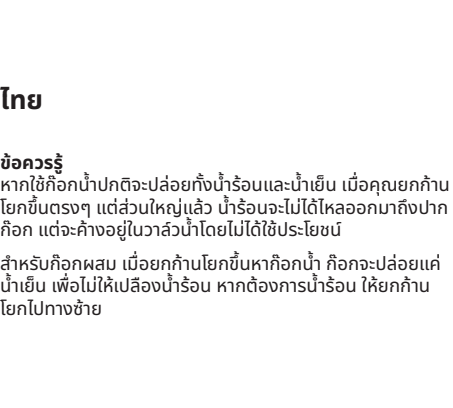 ไทย
ข้อควรรู้
หากใช้ก๊อกน้ำปกติจะปล่อยทั้งน้ำร้อนและน้ำเย็น เมื่อคุณยกก้าน
โยกขึ้นตรงๆ แต่ส่วนใหญ่แล้ว น้ำร้อนจะไม่ได้ไหลออกมาถึงปาก
ก๊อก แต่จะค้างอยู่ในวาล์วน้ำโดยไม่ได้ใช้ประโยชน์
สำหรับก๊อกผสม เมื่อยกก้านโยกขึ้นหาก๊อกน้ำ ก๊อกจะปล่อยแค่
น้ำเย็น เพื่อไม่ให้เปลืองน้ำร้อน หากต้องการน้ำร้อน ให้ยกก้าน
โยกไปทางซ้าย